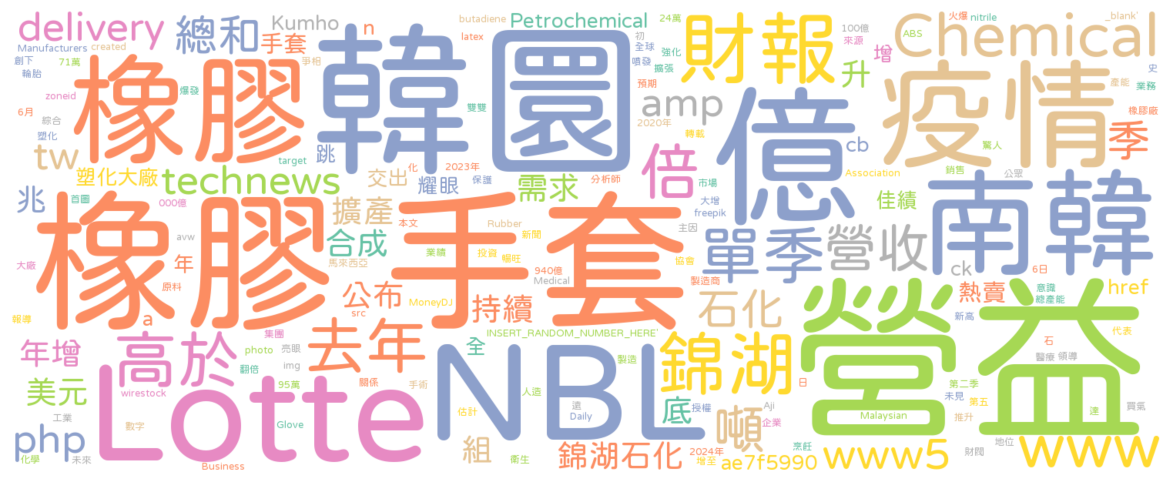 delivery
總和
Kumho
n
手套
Manufacturers
created
創下
71萬
爭相
輪胎
爆發
zoneid
6月
綜合
塑化
橡膠
韓
圜
butadiene
Petrochemical
24萬
latex
初
全球
強化
噴發
擴張
雙雙
預期
財報
Chemical
火爆
nitrile
_blank'
100億
來源
ABS
增
升
史
業務
產能
橡膠廠
疫情
季
amp
2020年
轉載
億
cb
驚人
Association
銷售
公眾
tw
跳
塑化大廠
technews
target
交出
化
2023年
耀眼
保護
需求
分析師
倍
市場
大增
freepik
佳績
兆
首圖
000億
擴產
本文
合成
avw
馬來西亞
大廠
年
原料
橡膠手套
Rubber
新聞
業績
投資
暢旺
主因
協會
單季
營收
南韓
940億
Medical
製造商
ck
6日
報導
a
公布
MoneyDJ
src
持續
石化
熱賣
意謂
總產能
href
集團
INSERT_RANDOM_NUMBER_HERE'
新高
代表
年增
高於
photo
亮眼
去年
全
錦湖
製造
石
日
醫療
領導
營益
美元
wirestock
img
翻倍
95萬
關係
手術
Lotte
NBL
人造
第二季
未見
第五
推升
達
買氣
工業
數字
Glove
估計
遠
Daily
底
授權
Aji
企業
Malaysian
php
化學
未來
Business
組
衛生
錦湖石化
噸
2024年
增至
ae7f5990
烹飪
www5
財閥
地位
www